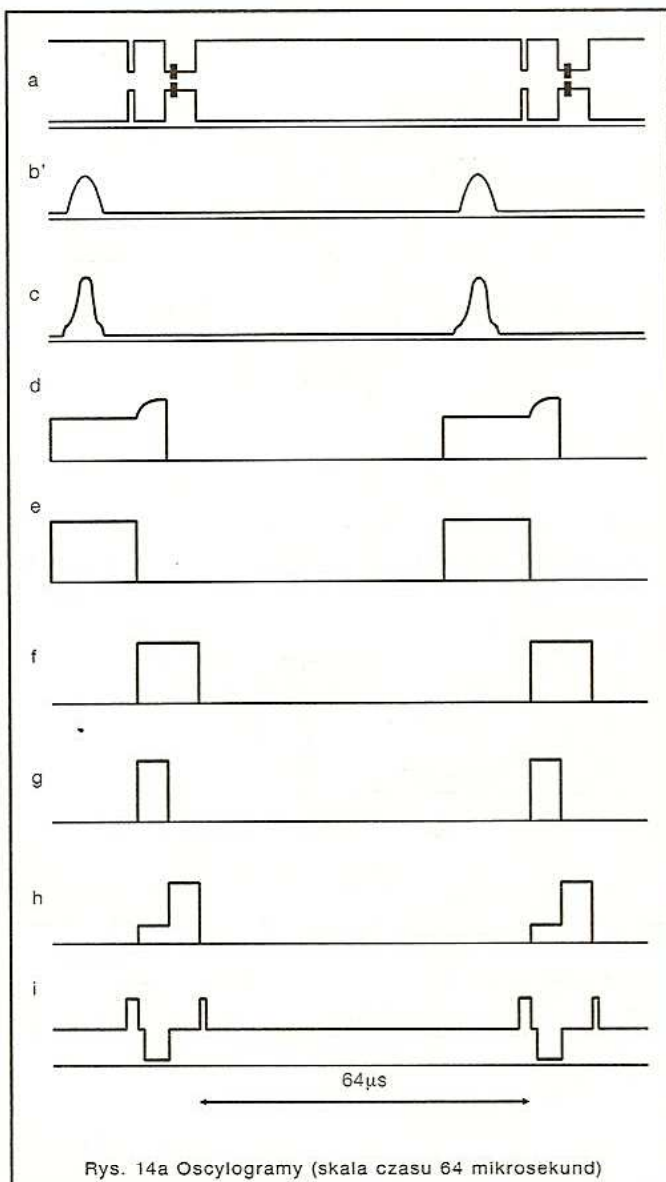 a
b'
c
d
e
f
g
h
i
64μs
Rys. 14a Oscylogramy (skala czasu 64 mikrosekund)